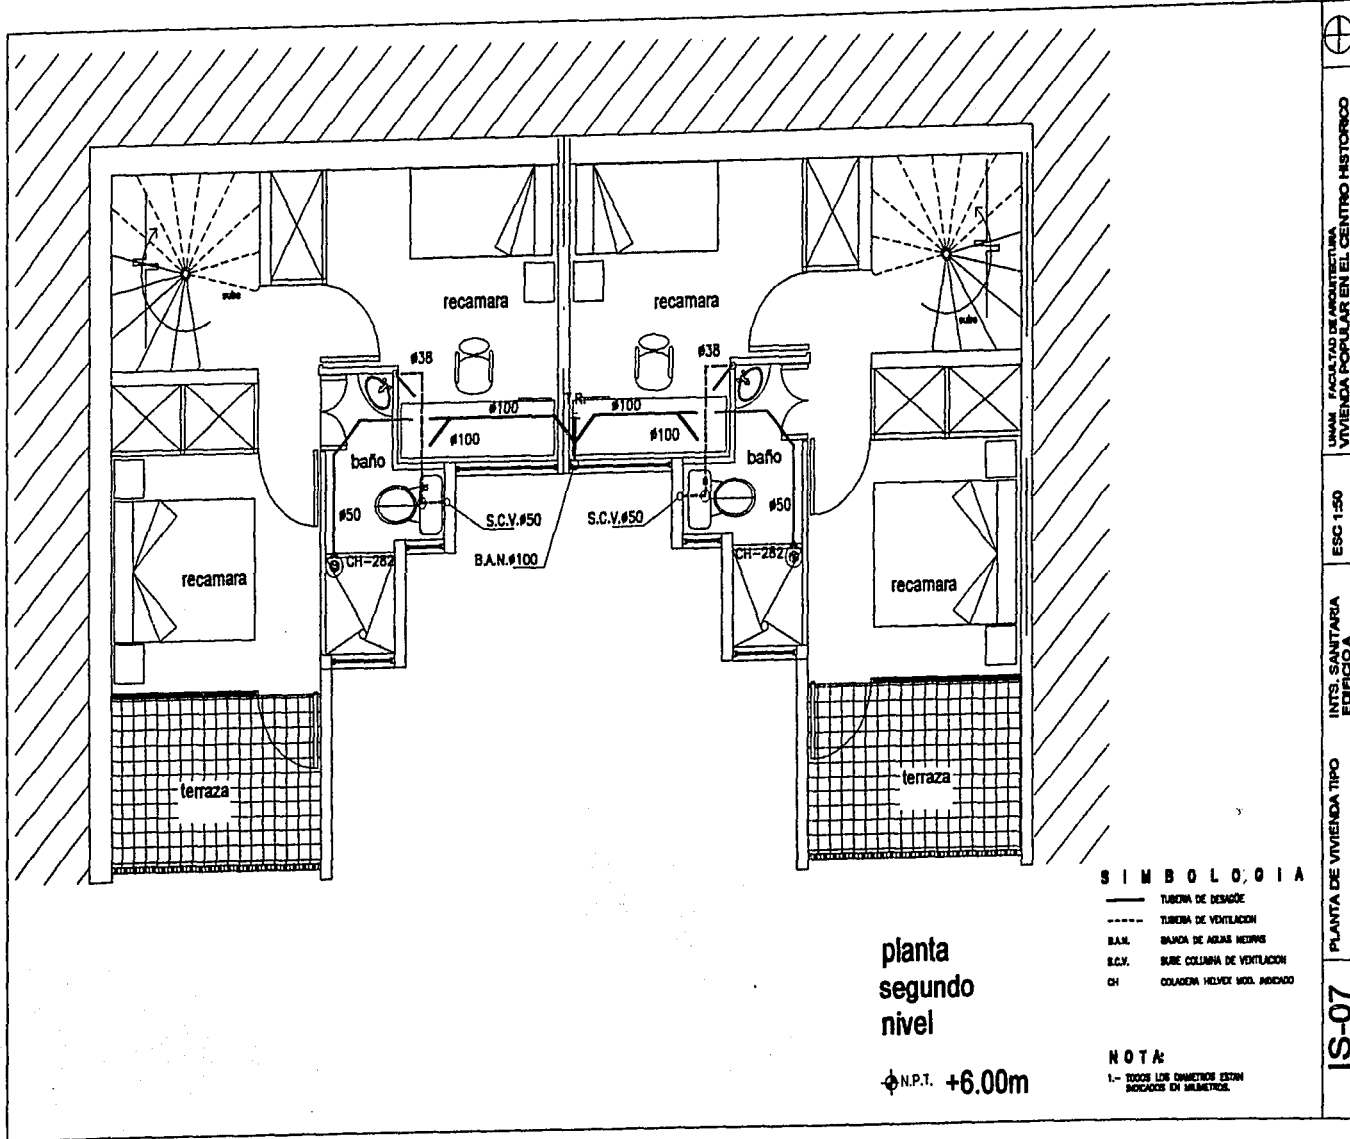 sube
sube
recamara
recamara
ø38
ø38
ø100
T.R.
ø100
ø100
ø100
baño
baño
ø50
S.C.V.ø50
S.C.V.ø50
ø50
B.A.N.ø100
CH-282
CH-282
recamara
recamara
terraza
terraza
planta
segundo
nivel
N.P.T. +6.00m
SIMBOLOGIA
TUBERIA DE DESAGÜE
TUBERIA DE VENTILACION
B.A.N. BAJADA DE AGUAS NEGRAS
S.C.V. SUBE COLUMNA DE VENTILACION
CH COLADERA HELVEX MOD. INDICADO
NOTA:
1.- TODOS LOS DIAMETROS ESTAN
INDICADOS EN MILIMETROS.
UNAM FACULTAD DE ARQUITECTURA
VIVIENDA POPULAR EN EL CENTRO HISTORICO
ESC 1:50
INTS. SANITARIA
EDIFICIO A
PLANTA DE VIVIENDA TIPO
IS-07